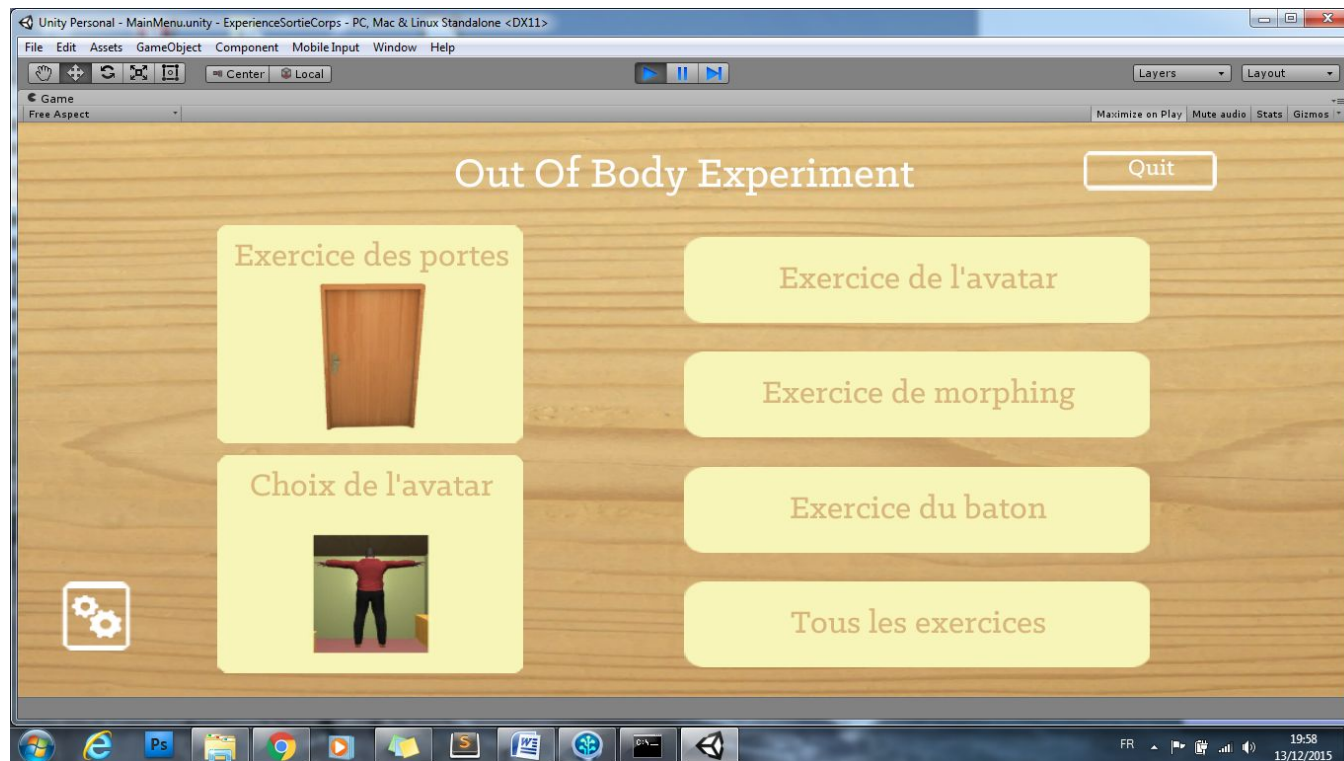 Unity Personal - MainMenu.unity - ExperienceSortieCorps - PC, Mac & Linux Standalone <DX11>
File Edit Assets GameObject Component Mobile Input Window Help
Center Local Layers Layout
Game
Free Aspect Maximize on Play Mute audio Stats Gizmos
Out Of Body Experiment
Quit
Exercice des portes
Choix de l'avatar
Exercice de l'avatar
Exercice de morphing
Exercice du baton
Tous les exercices
Ps
S
W
C:\_
FR
19:58
13/12/2015